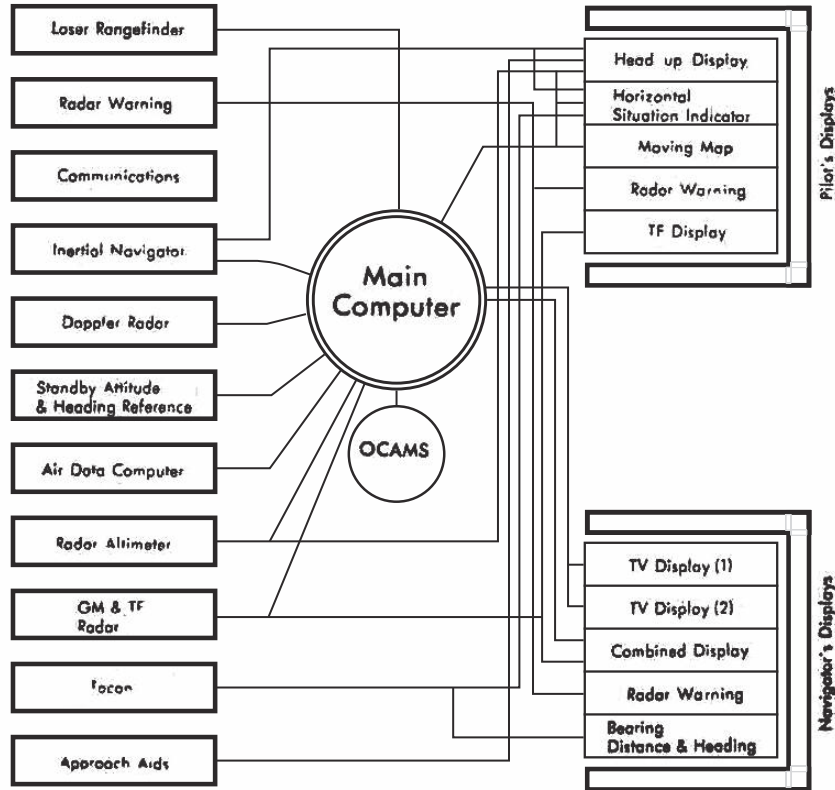 Laser Rangefinder
Radar Warning
Communications
Inertial Navigator
Doppler Radar
Standby Attitude
& Heading Reference
Air Data Computer
Radar Altimeter
GM & TF
Radar
Tacan
Approach Aids
Main
Computer
OCAMS
Head up Display
Horizontal
Situation Indicator
Moving Map
Radar Warning
TF Display
Pilot's Displays
TV Display (1)
TV Display (2)
Combined Display
Radar Warning
Bearing
Distance & Heading
Navigator's Displays